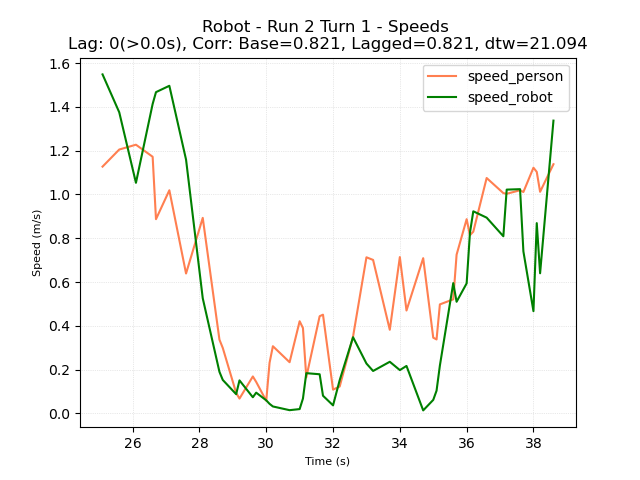 Robot - Run 2 Turn 1 - Speeds
Lag: 0(>0.0s), Corr: Base=0.821, Lagged=0.821, dtw=21.094
speed_person
speed_robot
1.6
1.4
1.2
1.0
0.8
0.6
0.4
0.2
0.0
Speed (m/s)
26 28 30 32 34 36 38
Time (s)